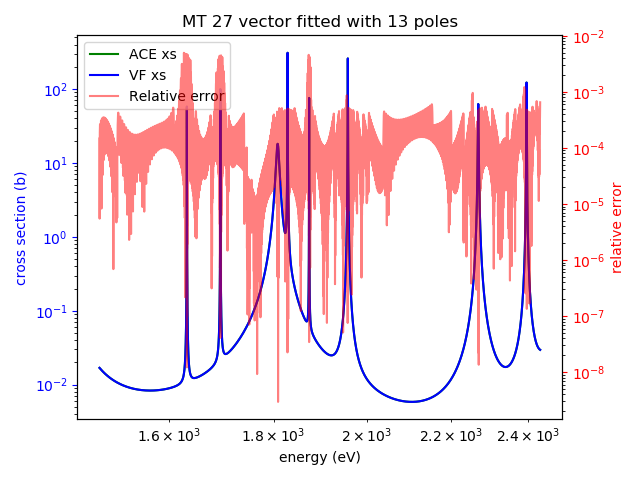 MT 27 vector fitted with 13 poles
ACE xs
VF xs
Relative error
cross section (b)
10²
10¹
10⁰
10⁻¹
10⁻²
10⁻²
10⁻³
10⁻⁴
10⁻⁵
10⁻⁶
10⁻⁷
10⁻⁸
relative error
1.6 × 10³ 1.8 × 10³ 2 × 10³ 2.2 × 10³ 2.4 × 10³
energy (eV)